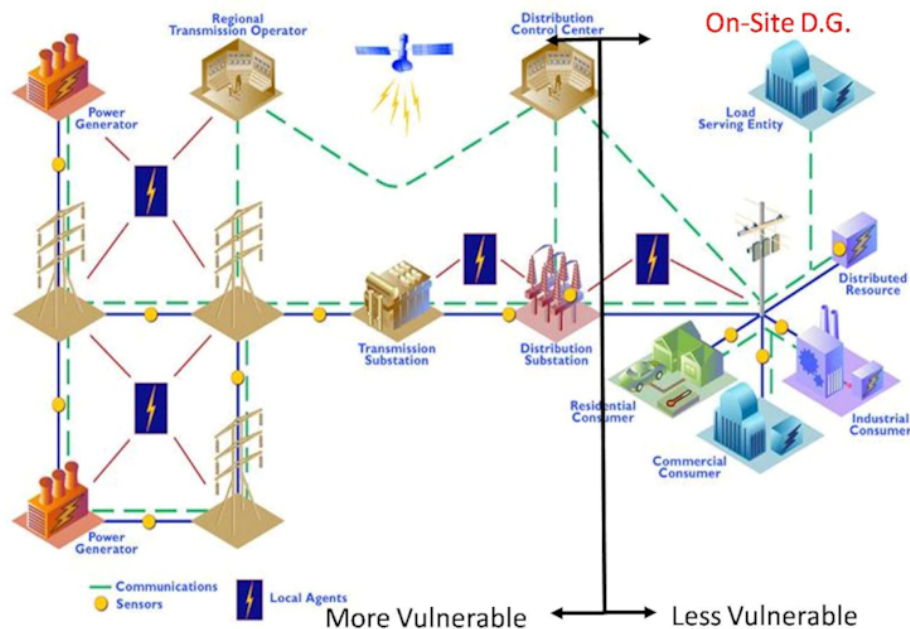 Regional
Transmission Operator
Distribution
Control Center
On-Site D.G.
Power
Generator
Load
Serving Entity
Distributed
Resource
Transmission
Substation
Distribution
Substation
Residential
Consumer
Industrial
Consumer
Commercial
Consumer
Power
Generator
Communications
Sensors
Local Agents
More Vulnerable
Less Vulnerable